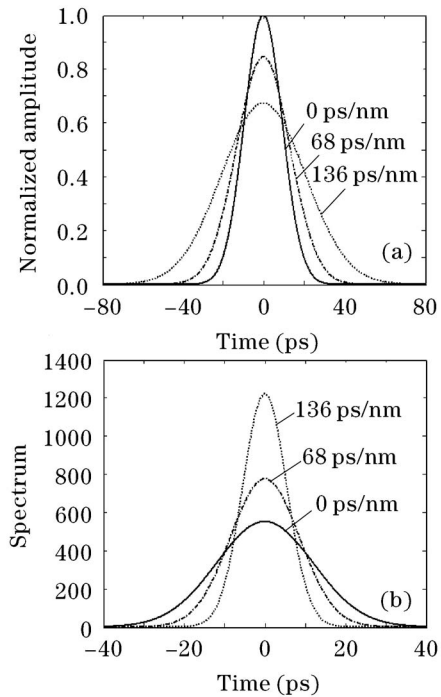 1.0
0.8
0.6
0.4
0.2
0.0
Normalized amplitude
0 ps/nm
68 ps/nm
136 ps/nm
(a)
−80
−40
0
40
80
Time (ps)
1400
1200
1000
800
600
400
200
0
Spectrum
136 ps/nm
68 ps/nm
0 ps/nm
(b)
−40
−20
0
20
40
Time (ps)